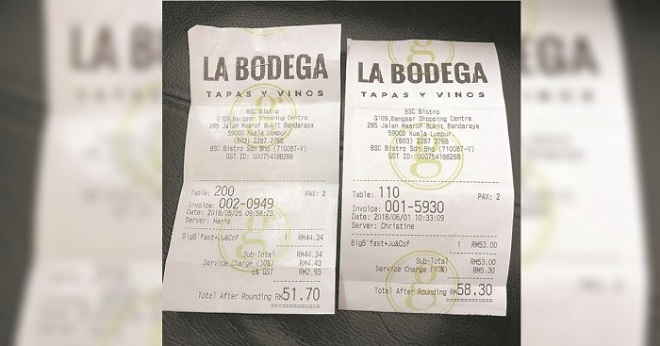 LA BODEGA
TAPAS Y VINOS
BSC Bistro
G109,Bangsar Shopping Centre
285 Jalan Maarof Bukit Bandaraya
59000 Kuala Lumpur
(603) 2287 2768
BSC Bistro Sdn Bhd (710087-V)
GST ID: 000754188288
Table: 200 PAX: 2
Invoice: 002-0949
Date: 2018/05/25 09:58:23
Server: Maria
BigB'fast+Ju&Cof 1 RM44.34
Sub-Total RM44.34
Service Charge (10%) RM4.43
6% GST RM2.93
Total After Rounding RM51.70
LA BODEGA
TAPAS Y VINOS
BSC Bistro
G109,Bangsar Shopping Centre
285 Jalan Maarof Bukit Bandaraya
59000 Kuala Lumpur
(603) 2287 2768
BSC Bistro Sdn Bhd (710087-V)
GST ID: 000754188288
Table: 110 PAX: 2
Invoice: 001-5930
Date: 2018/06/01 10:33:09
Server: Christine
BigB'fast+Ju&Cof 1 RM53.00
Sub-Total RM53.00
Service Charge (10%) RM5.30
Total After Rounding RM58.30